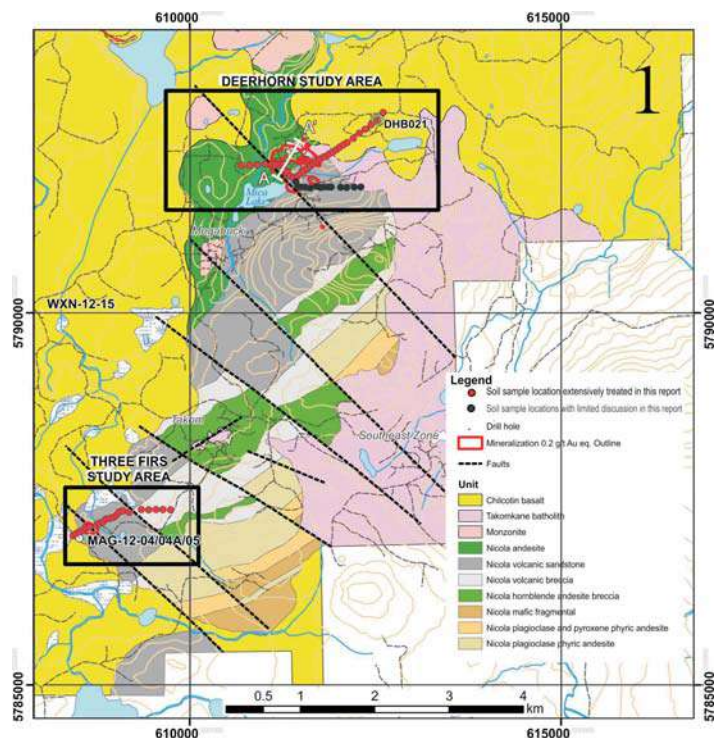 610000 615000
DEERHORN STUDY AREA
1
DHB021
A'
A
Mica
Lake
Megabuck
WXN-12-15
5790000
5790000
Takom
Southeast Zone
THREE FIRS
STUDY AREA
MAG-12-04/04A/05
Legend
Soil sample location extensively treated in this report
Soil sample locations with limited discussion in this report
Drill hole
Mineralization 0.2 g/t Au eq. Outline
Faults
Unit
Chilcotin basalt
Takomkane batholith
Monzonite
Nicola andesite
Nicola volcanic sandstone
Nicola volcanic breccia
Nicola hornblende andesite breccia
Nicola mafic fragmental
Nicola plagioclase and pyroxene phyric andesite
Nicola plagioclase phyric andesite
5785000
5785000
0.5 1 2 3 4
km
610000 615000